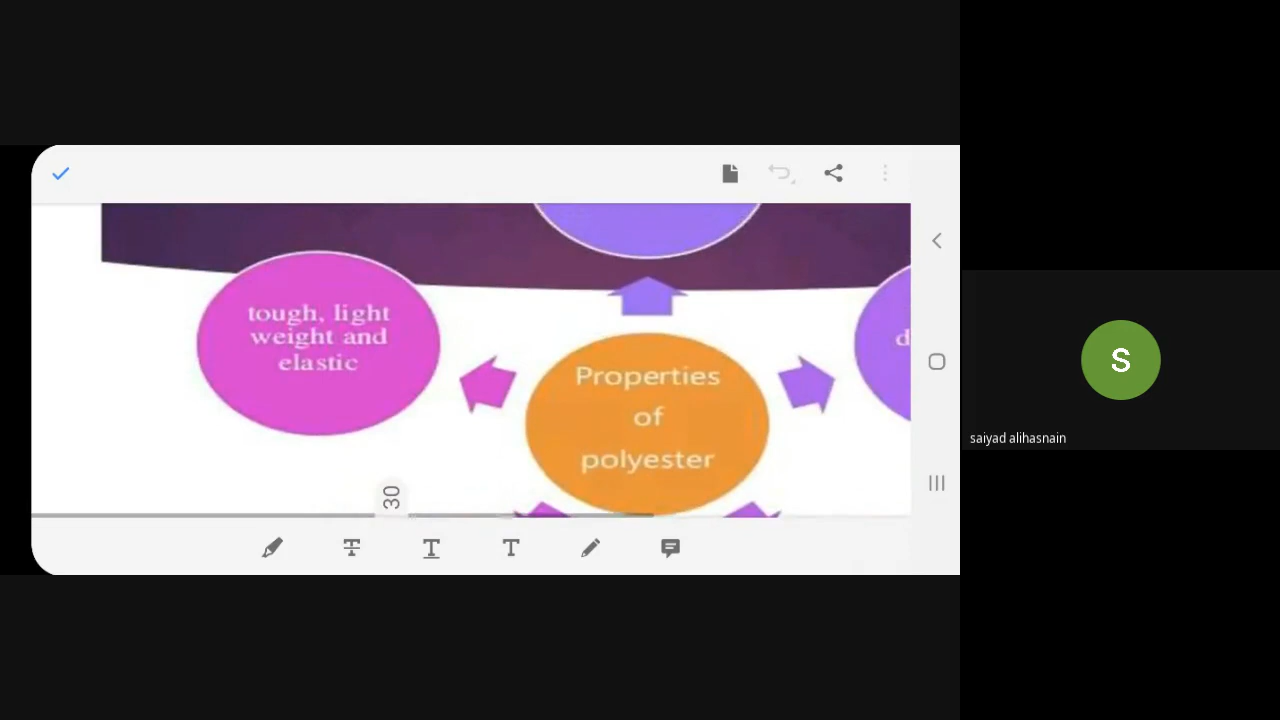 tough, light
weight and
elastic
Properties
of
polyester
d
30
S
saiyad alihasnain